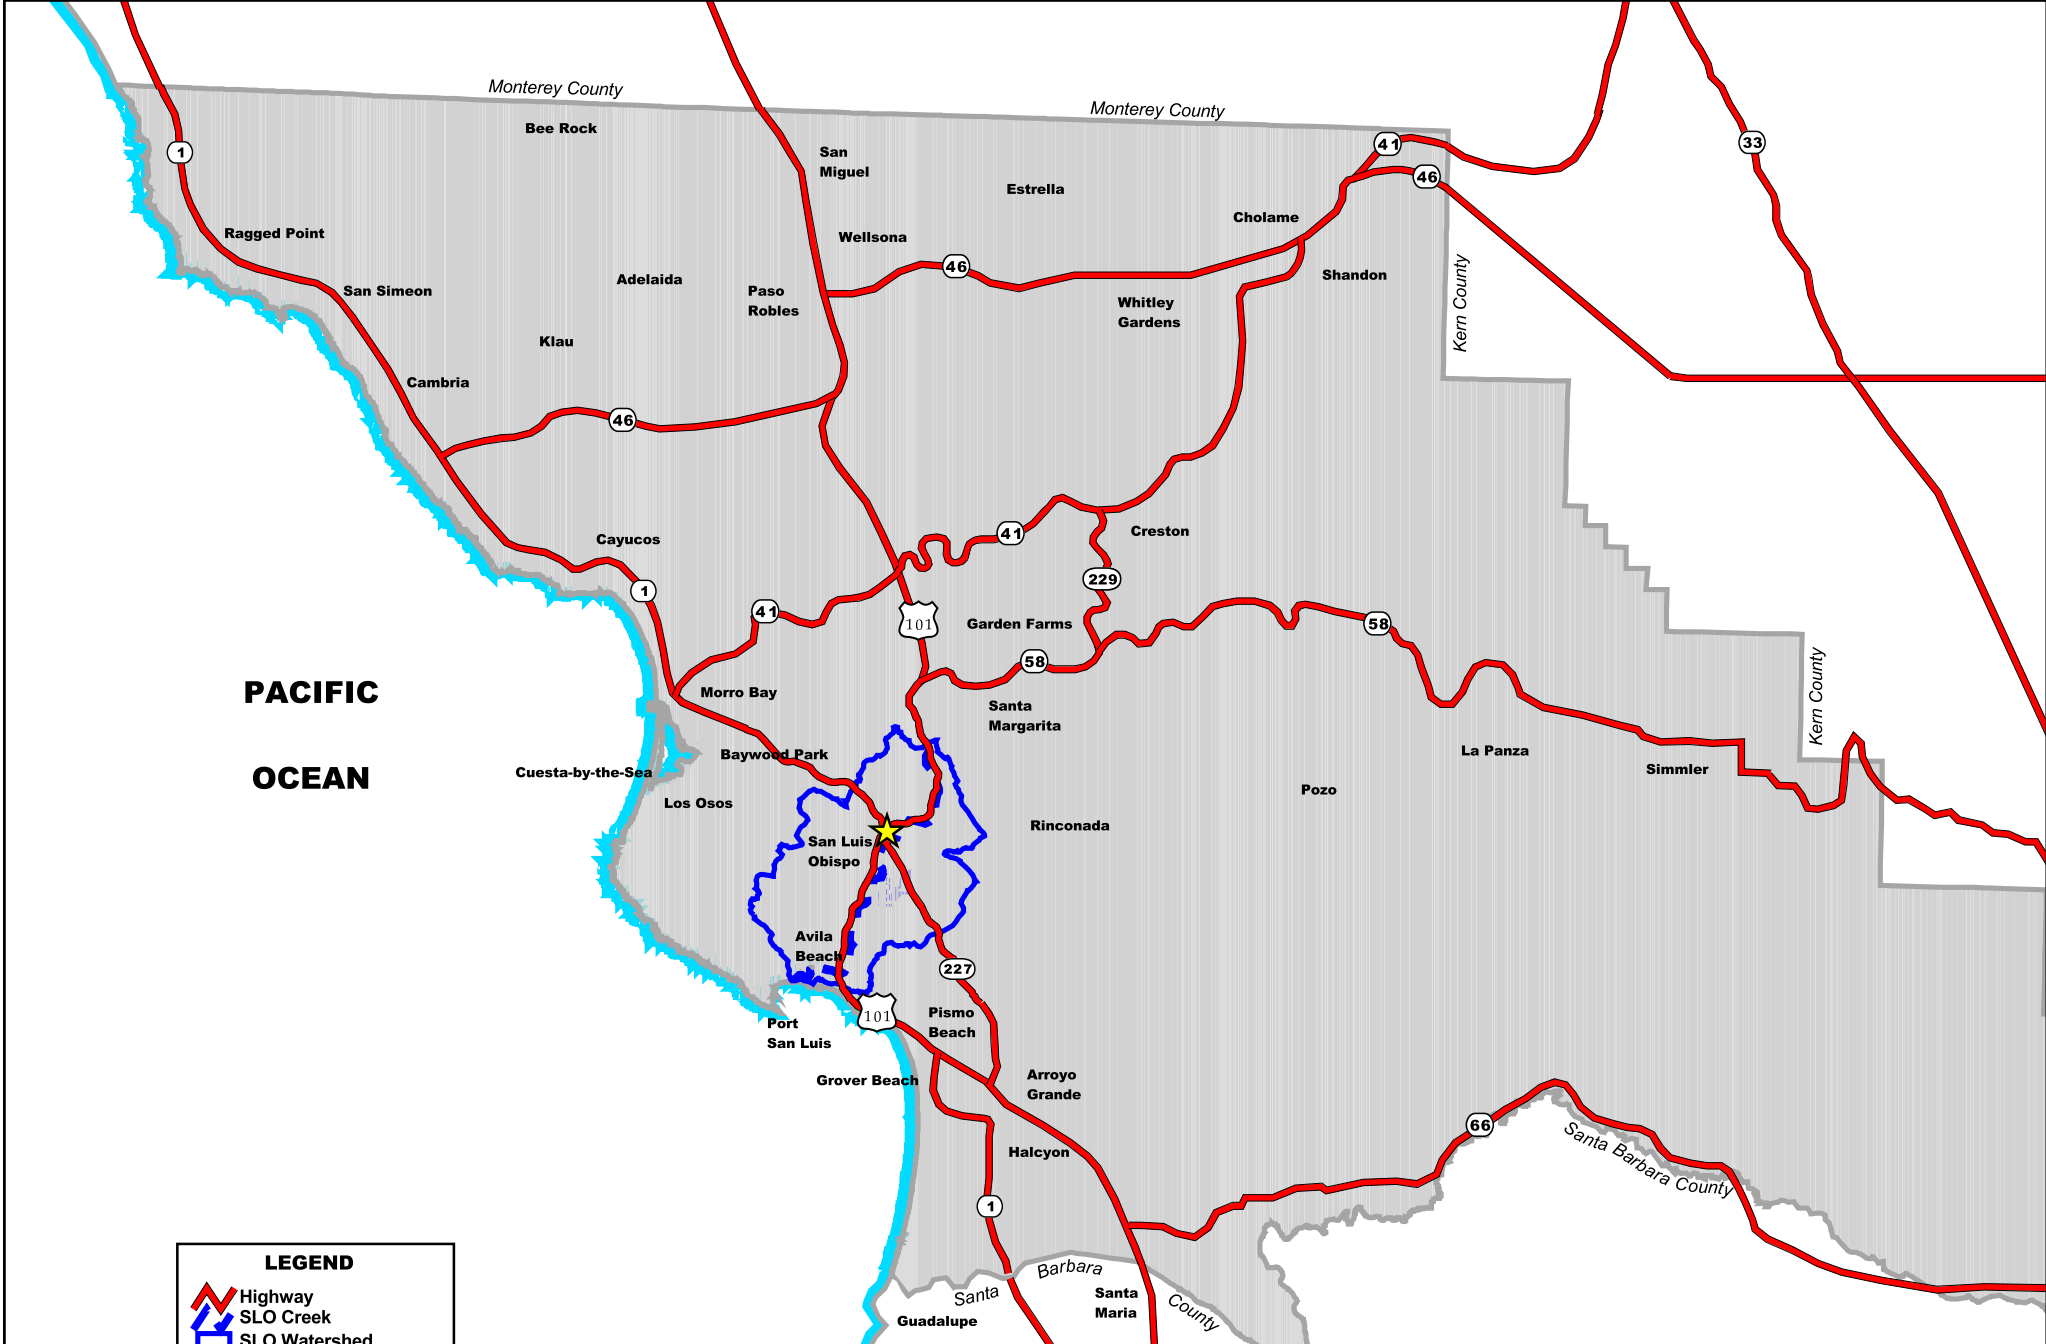 Monterey County
Monterey County
Bee Rock
41
33
San
Miguel
1
46
Estrella
Cholame
Ragged Point
Wellsona
46
Kern County
Shandon
Adelaida
San Simeon
Paso
Robles
Whitley
Gardens
Klau
Cambria
46
41
Creston
Cayucos
229
1
41
101
Garden Farms
58
58
Kern County
PACIFIC
Morro Bay
Santa
Margarita
La Panza
Baywood Park
Simmler
OCEAN
Cuesta-by-the-Sea
Los Osos
Pozo
Rinconada
San Luis
Obispo
Avila
Beach
227
101
Pismo
Beach
Port
San Luis
Grover Beach
Arroyo
Grande
66
Santa Barbara County
Halcyon
1
Santa
Barbara
County
Santa
Maria
Guadalupe
LEGEND
Highway
SLO Creek
SLO Watershed